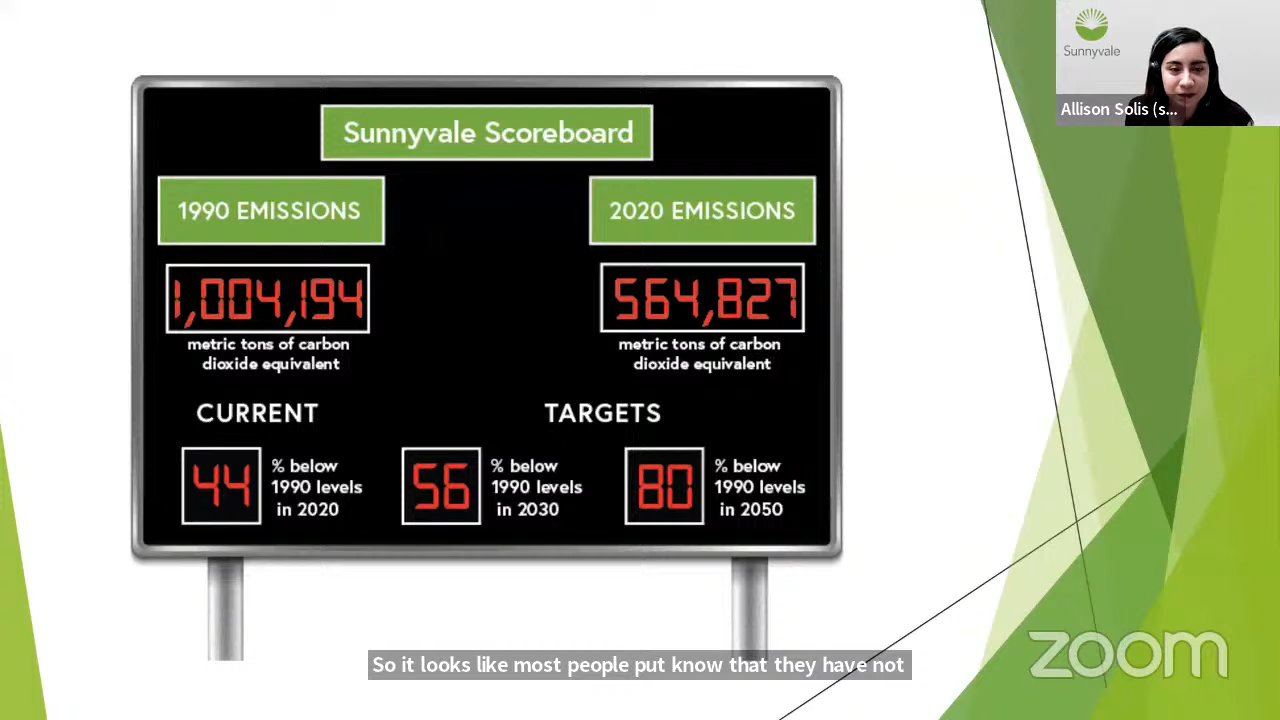 Sunnyvale Scoreboard
1990 EMISSIONS
2020 EMISSIONS
1,004,194
metric tons of carbon
dioxide equivalent
564,827
metric tons of carbon
dioxide equivalent
CURRENT
TARGETS
44
% below
1990 levels
in 2020
56
% below
1990 levels
in 2030
80
% below
1990 levels
in 2050
Sunnyvale
Allison Solis (s...
So it looks like most people put know that they have not
zoom